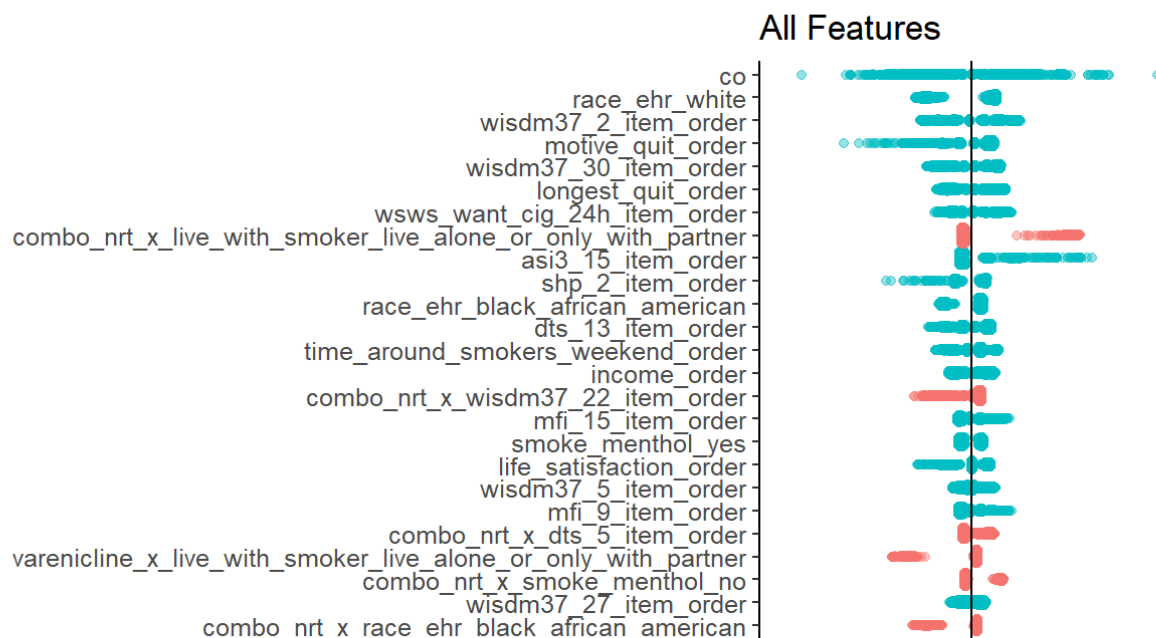 All Features
co
race_ehr_white
wisdm37_2_item_order
motive_quit_order
wisdm37_30_item_order
longest_quit_order
wsws_want_cig_24h_item_order
combo_nrt_x_live_with_smoker_live_alone_or_only_with_partner
asi3_15_item_order
shp_2_item_order
race_ehr_black_african_american
dts_13_item_order
time_around_smokers_weekend_order
income_order
combo_nrt_x_wisdm37_22_item_order
mfi_15_item_order
smoke_menthol_yes
life_satisfaction_order
wisdm37_5_item_order
mfi_9_item_order
combo_nrt_x_dts_5_item_order
varenicline_x_live_with_smoker_live_alone_or_only_with_partner
combo_nrt_x_smoke_menthol_no
wisdm37_27_item_order
combo_nrt_x_race_ehr_black_african_american